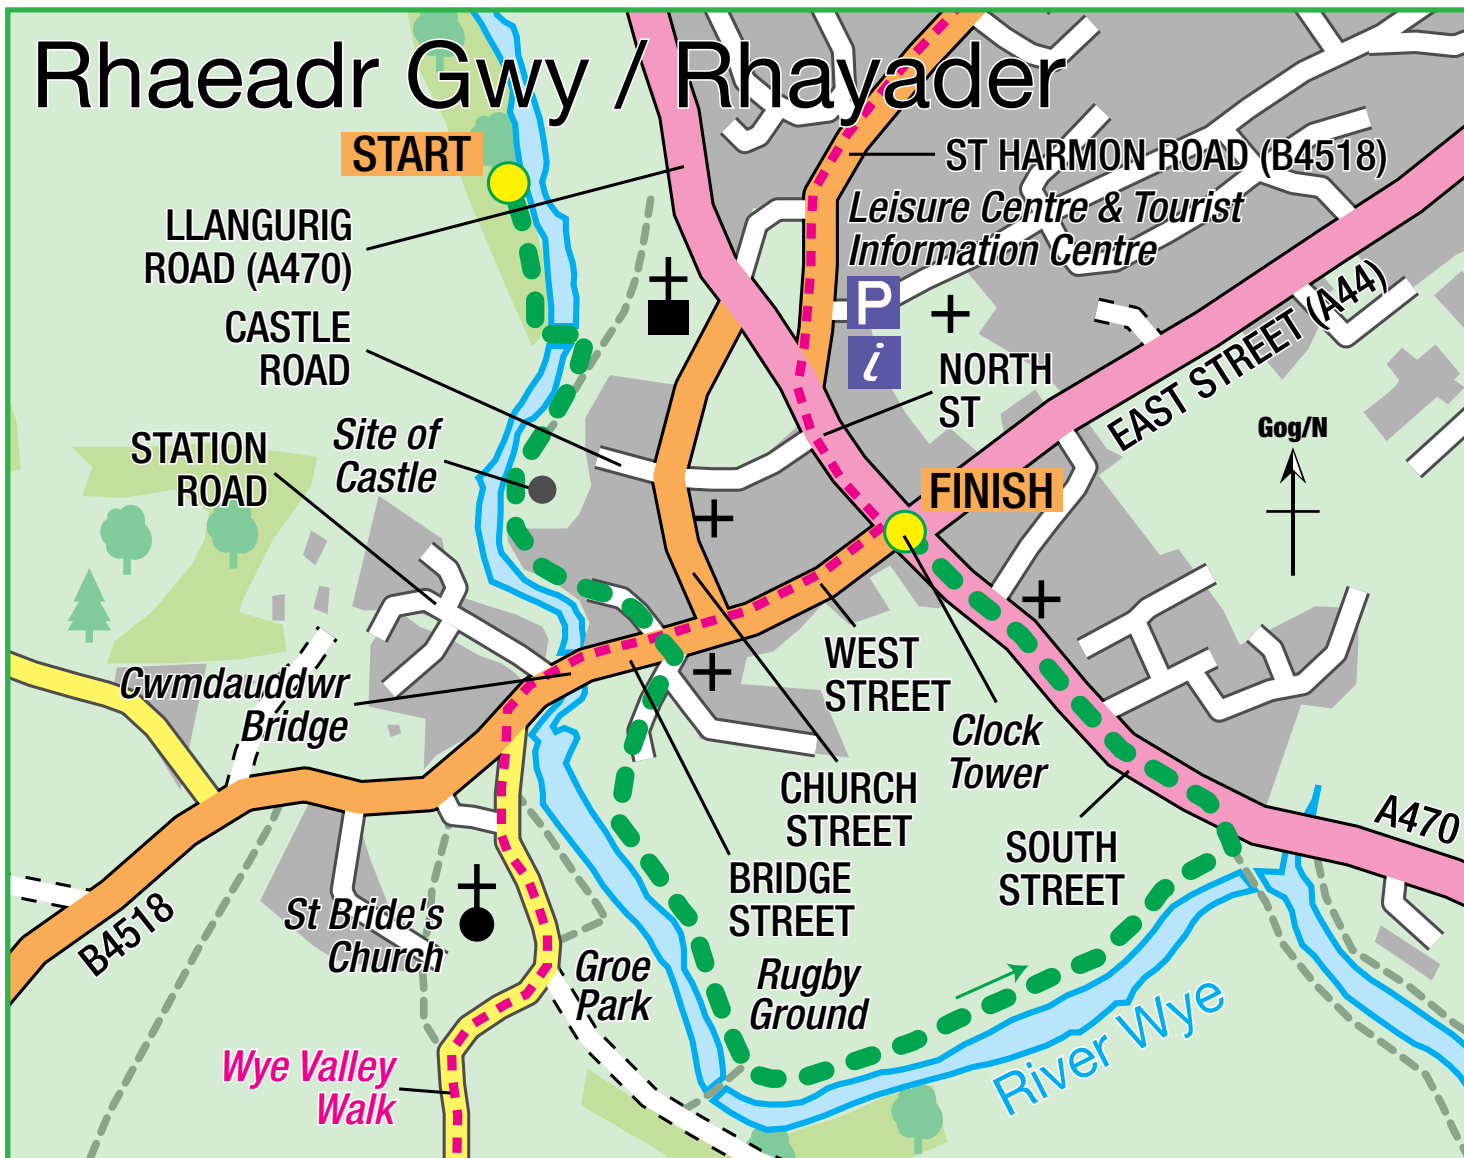 Rhaeadr Gwy / Rhayader
START
ST HARMON ROAD (B4518)
LLANGURIG
ROAD (A470)
Leisure Centre & Tourist
Information Centre
P
i
CASTLE
ROAD
EAST STREET (A44)
NORTH
ST
Site of
Castle
STATION
ROAD
Gog/N
FINISH
WEST
STREET
Cwmdauddwr
Bridge
Clock
Tower
CHURCH
STREET
A470
SOUTH
STREET
BRIDGE
STREET
B4518
St Bride's
Church
Groe
Park
Rugby
Ground
River Wye
Wye Valley
Walk